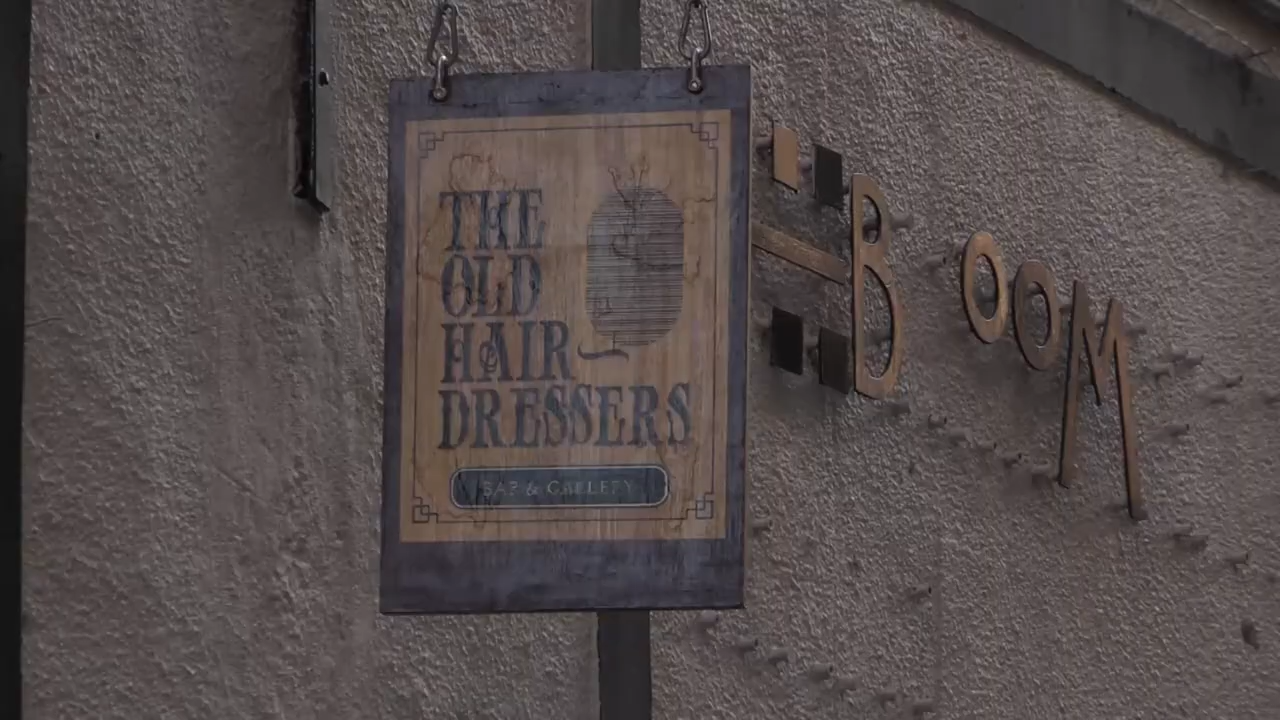 THE
OLD
HAIR
DRESSERS
BAR & GALLERY
BOOM